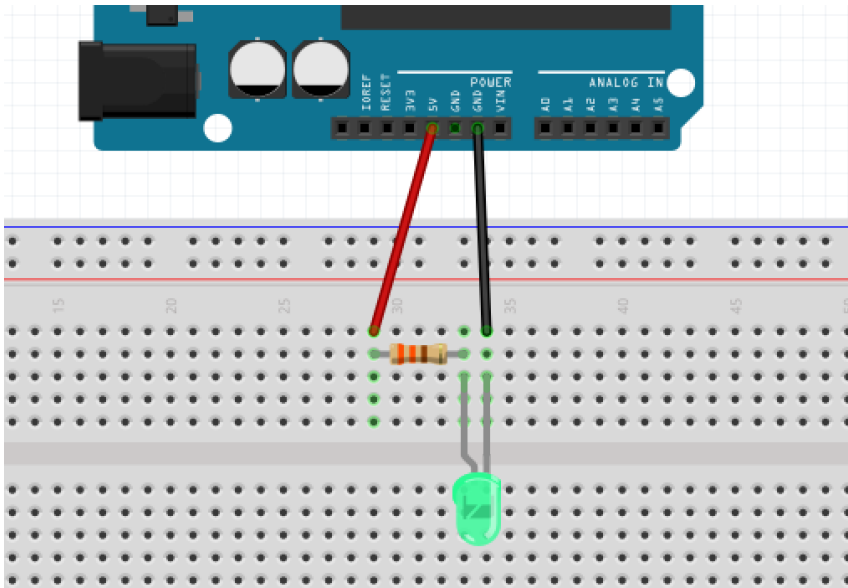 POWER
ANALOG IN
IOREF
RESET
3V3
5V
GND
GND
VIN
A0
A1
A2
A3
A4
A5
15
20
25
30
35
40
45
50